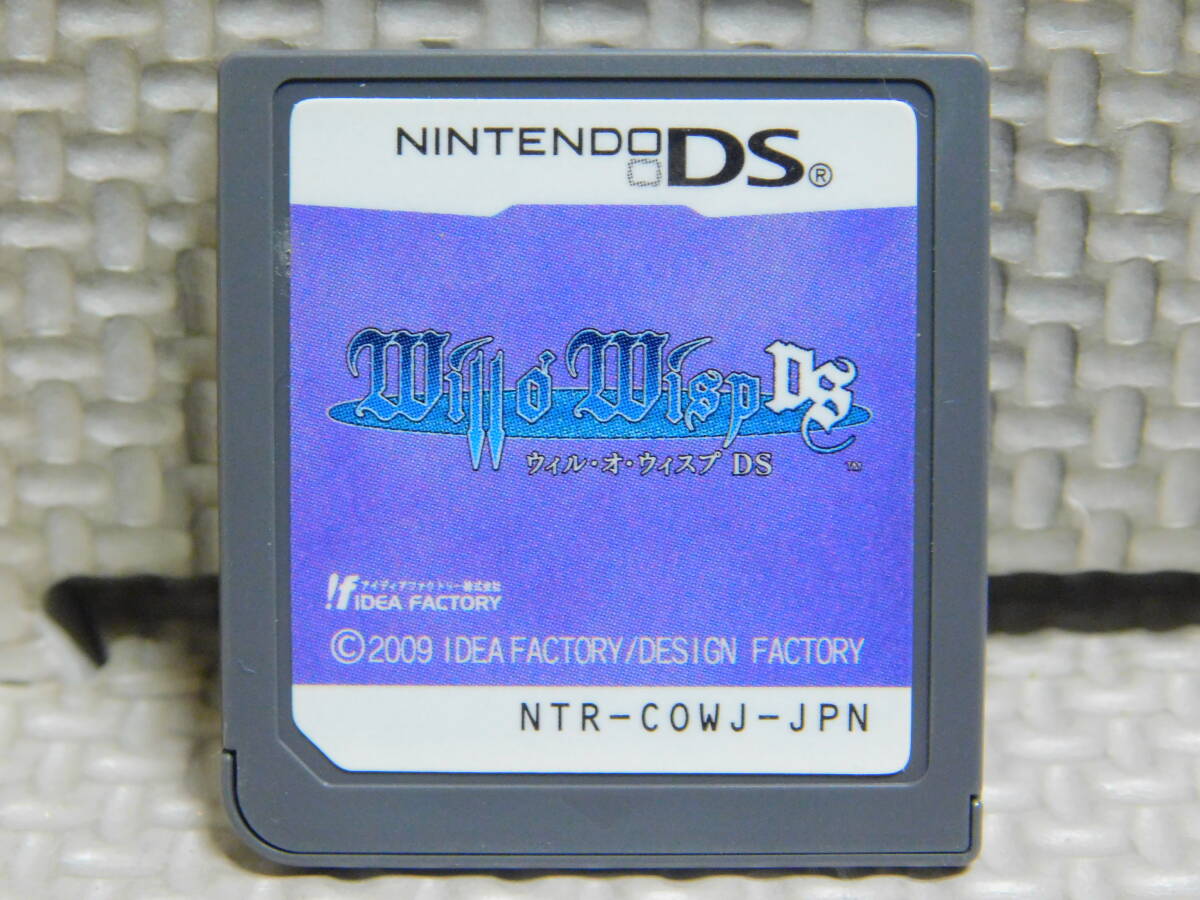 NINTENDO DS®
Will o' Wisp DS
ウィル・オ・ウィスプ DS ™
アイディアファクトリー株式会社
IDEA FACTORY
©2009 IDEA FACTORY/DESIGN FACTORY
NTR-COWJ-JPN